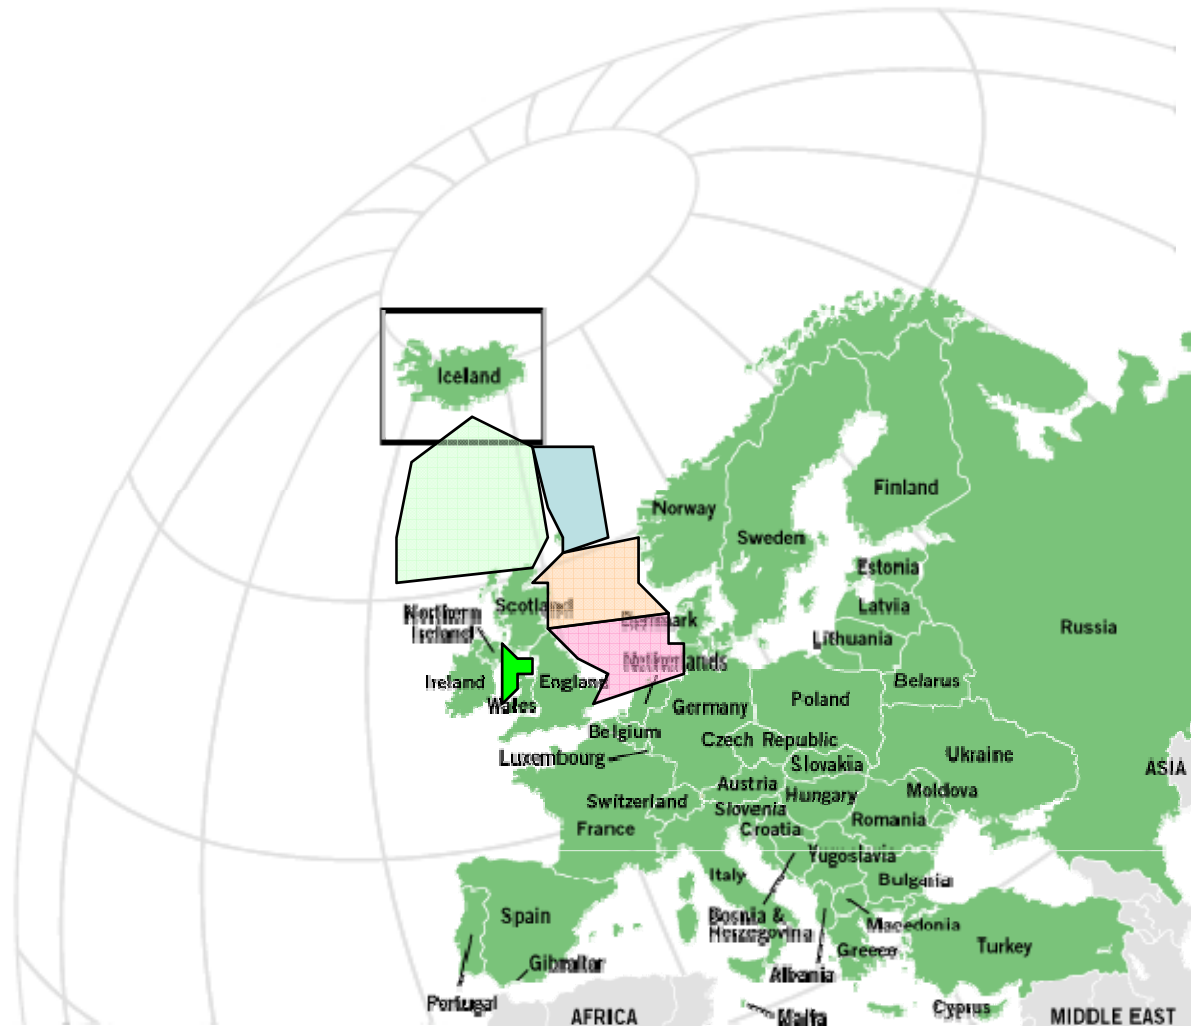 Iceland
Finland
Norway
Sweden
Estonia
Scotland
Latvia
Northern
Ireland
Denmark
Russia
Lithuania
Netherlands
Ireland
England
Belarus
Wales
Poland
Germany
Belgium
Czech Republic
Luxembourg
Slovakia
Ukraine
ASIA
Austria
Hungary
Moldova
Switzerland
Slovenia
Romania
France
Croatia
Yugoslavia
Italy
Bulgaria
Spain
Bosnia &
Herzegovina
Macedonia
Greece
Turkey
Gibraltar
Albania
Portugal
Cyprus
AFRICA
Malta
MIDDLE EAST